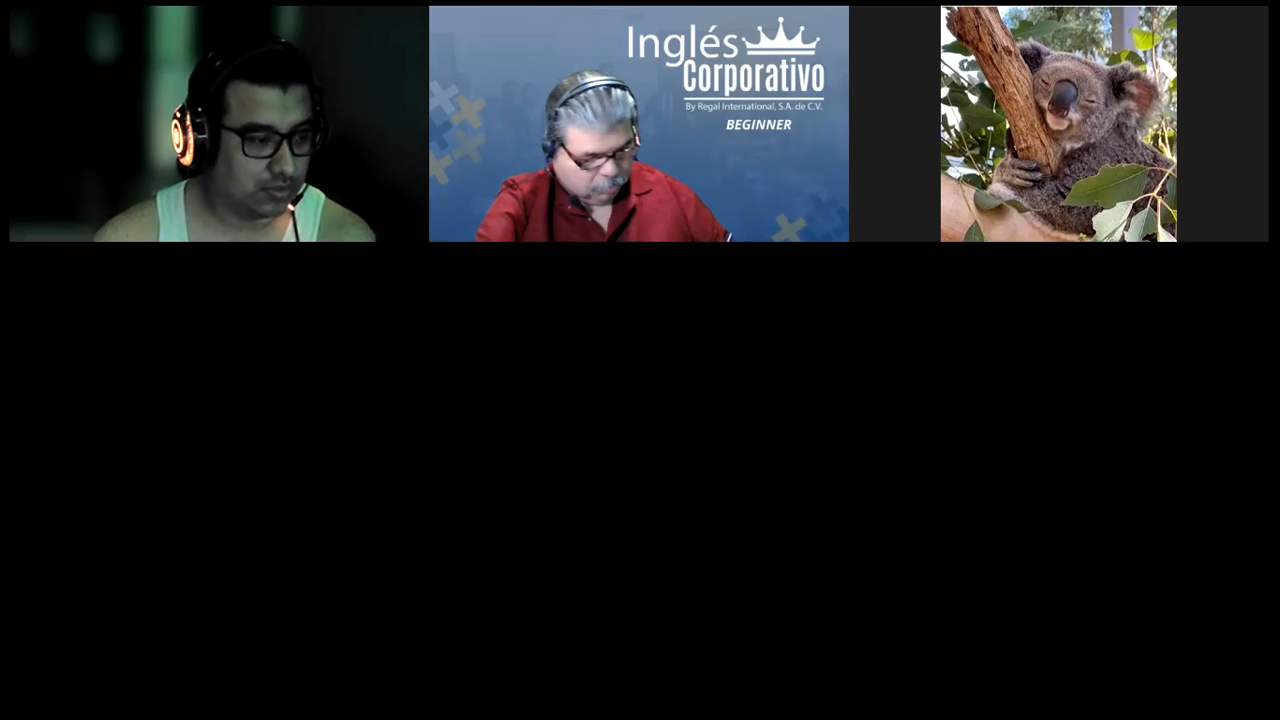 Inglés
Corporativo
By Regal International, S.A. de C.V.
BEGINNER